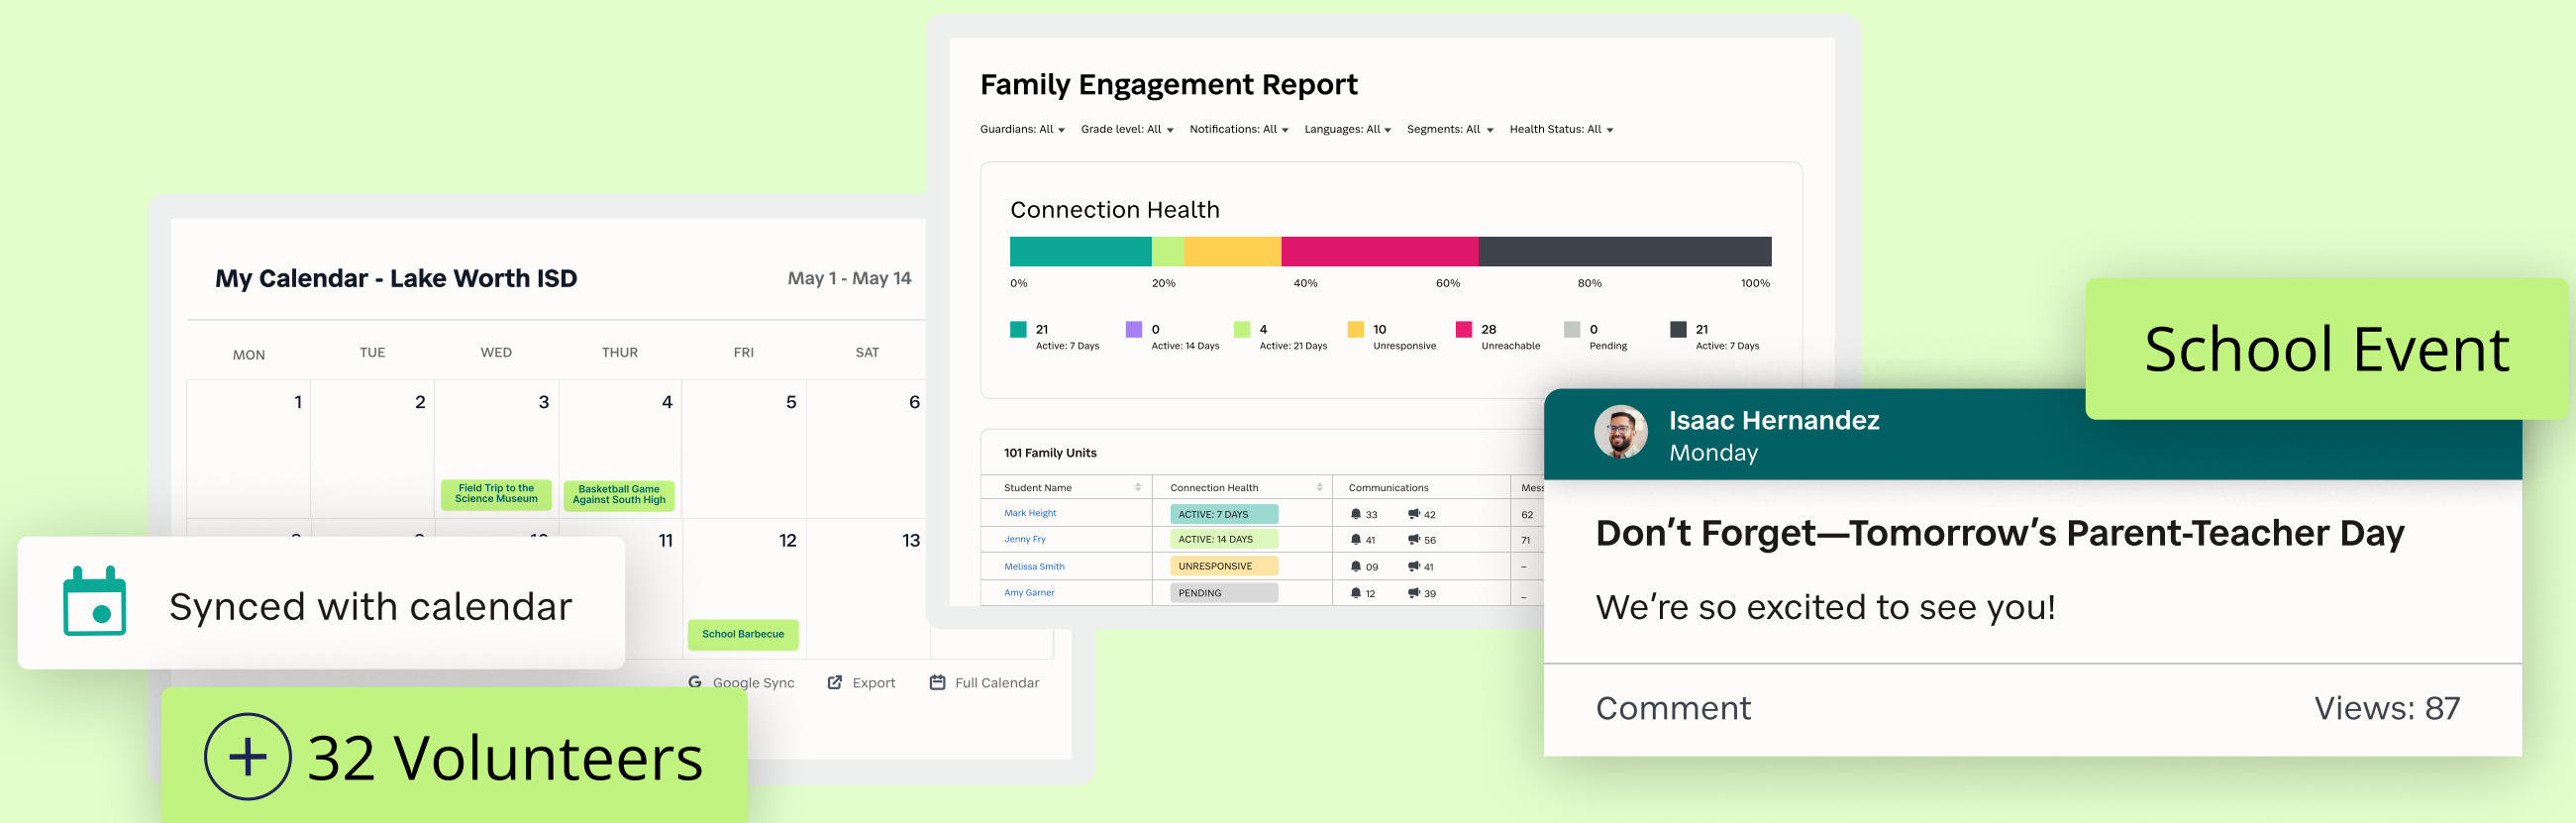 My Calendar - Lake Worth ISD
May 1 - May 14
MON TUE WED THUR FRI SAT
1 2 3 4 5 6
Field Trip to the
Science Museum
Basketball Game
Against South High
11 12 13
School Barbecue
Google Sync Export Full Calendar
Synced with calendar
32 Volunteers
Family Engagement Report
Guardians: All Grade level: All Notifications: All Languages: All Segments: All Health Status: All
Connection Health
0% 20% 40% 60% 80% 100%
21 0 4 10 28 0 21
Active: 7 Days Active: 14 Days Active: 21 Days Unresponsive Unreachable Pending Active: 7 Days
101 Family Units
Student Name Connection Health Communications
Mark Height ACTIVE: 7 DAYS 33 42 62
Jenny Fry ACTIVE: 14 DAYS 41 56 71
Melissa Smith UNRESPONSIVE 09 41 –
Amy Garner PENDING 12 39 –
School Event
Isaac Hernandez
Monday
Don’t Forget—Tomorrow’s Parent-Teacher Day
We’re so excited to see you!
Comment Views: 87